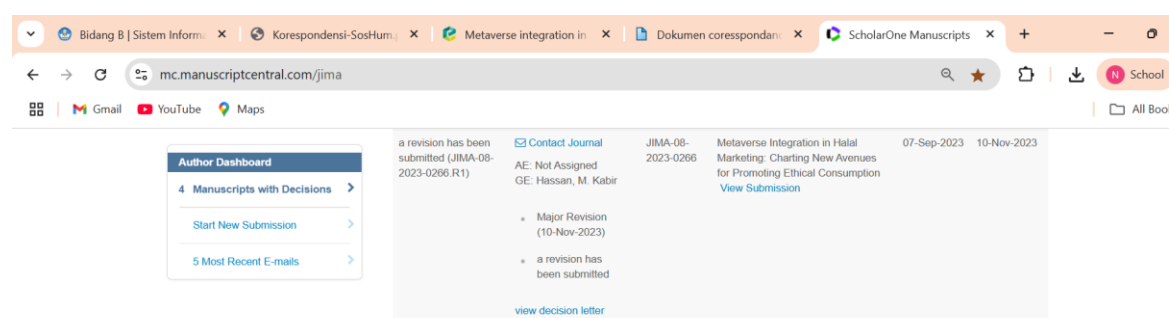 Bidang B | Sistem Inform
Korespondensi-SosHum.
Metaverse integration in
Dokumen coresspondanc
ScholarOne Manuscripts
mc.manuscriptcentral.com/jima
School
Gmail
YouTube
Maps
All Boo
Author Dashboard
4 Manuscripts with Decisions
Start New Submission
5 Most Recent E-mails
a revision has been
submitted (JIMA-08-
2023-0266.R1)
Contact Journal
AE: Not Assigned
GE: Hassan, M. Kabir
Major Revision
(10-Nov-2023)
a revision has
been submitted
view decision letter
JIMA-08-
2023-0266
Metaverse Integration in Halal
Marketing: Charting New Avenues
for Promoting Ethical Consumption
View Submission
07-Sep-2023
10-Nov-2023